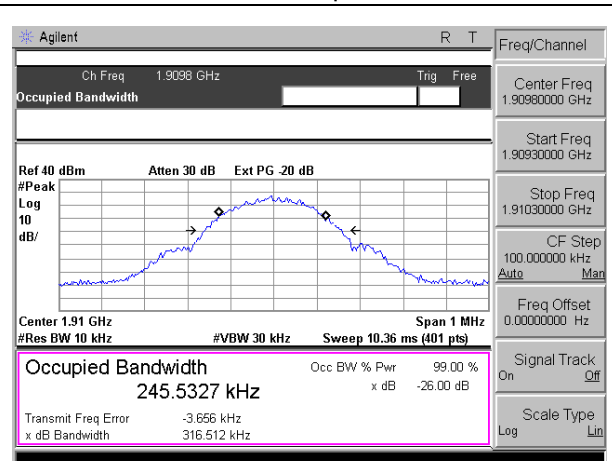 Agilent R T
Ch Freq 1.9098 GHz Trig Free
Occupied Bandwidth
Ref 40 dBm Atten 30 dB Ext PG -20 dB
#Peak
Log
10
dB/
Center 1.91 GHz Span 1 MHz
#Res BW 10 kHz #VBW 30 kHz Sweep 10.36 ms (401 pts)
Occupied Bandwidth
245.5327 kHz
Occ BW % Pwr 99.00 %
x dB -26.00 dB
Transmit Freq Error -3.656 kHz
x dB Bandwidth 316.512 kHz
Freq/Channel
Center Freq
1.90980000 GHz
Start Freq
1.90930000 GHz
Stop Freq
1.91030000 GHz
CF Step
100.000000 kHz
Auto Man
Freq Offset
0.00000000 Hz
Signal Track
On Off
Scale Type
Log Lin